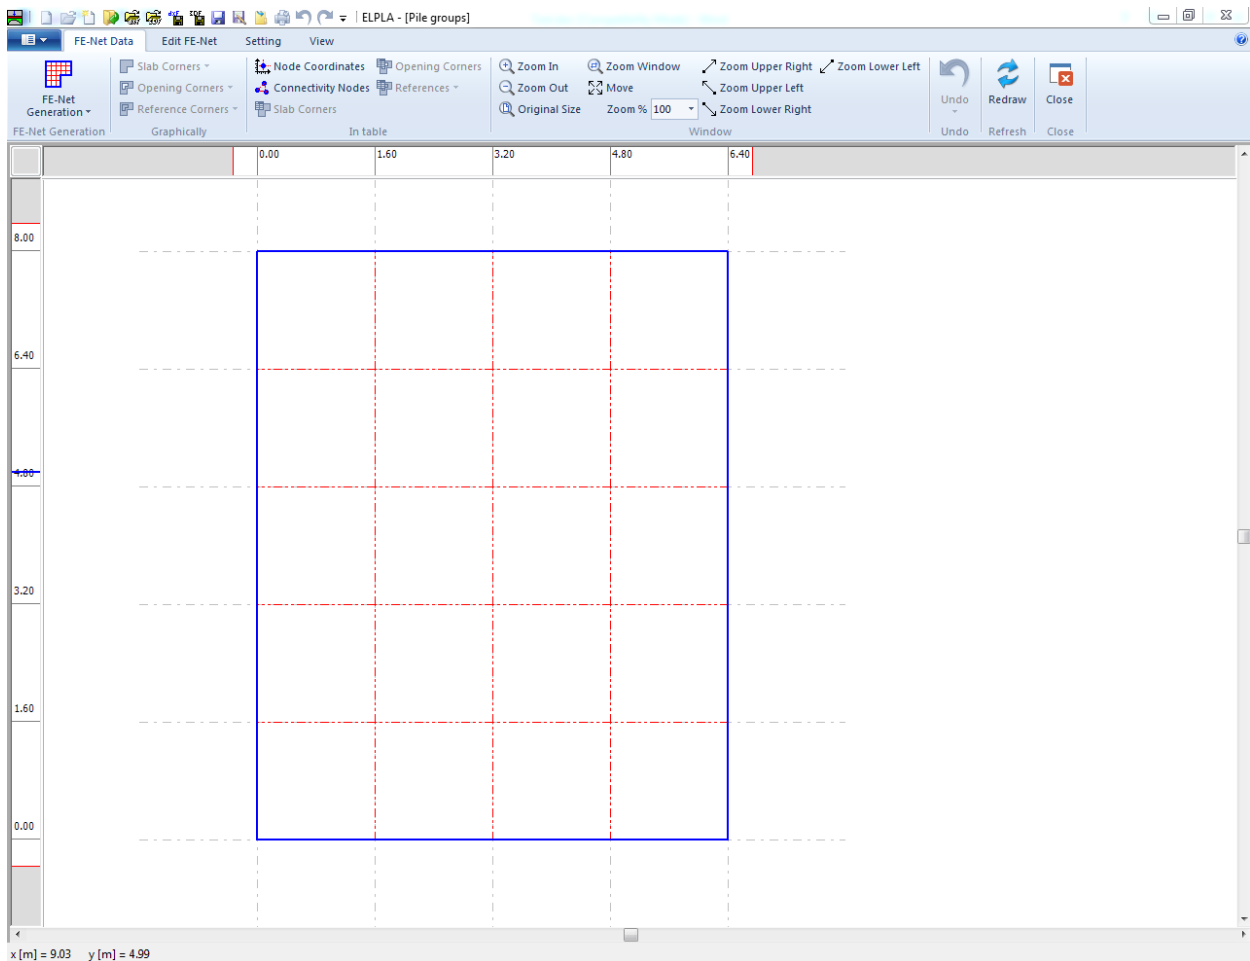 ELPLA - [Pile groups]
FE-Net Data Edit FE-Net Setting View
FE-Net
Generation
FE-Net Generation
Slab Corners
Opening Corners
Reference Corners
Graphically
Node Coordinates Opening Corners
Connectivity Nodes References
Slab Corners
In table
Zoom In Zoom Window Zoom Upper Right Zoom Lower Left
Zoom Out Move Zoom Upper Left
Original Size Zoom % 100 Zoom Lower Right
Window
Undo
Undo
Redraw
Refresh
Close
Close
0.00 1.60 3.20 4.80 6.40
8.00
6.40
4.80
3.20
1.60
0.00
x [m] = 9.03 y [m] = 4.99